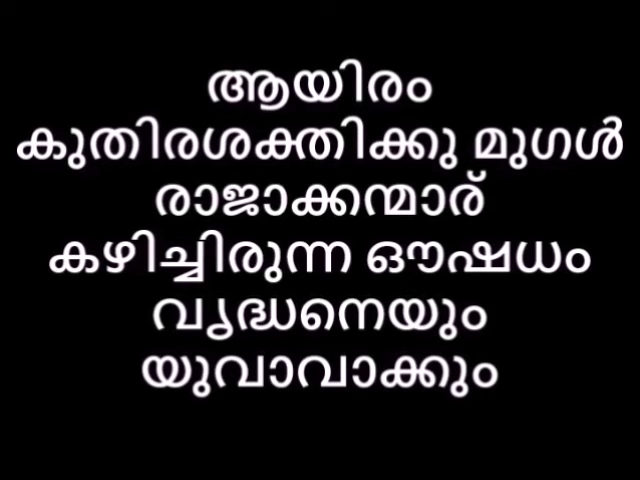 ആയിരം
കുതിരശക്തിക്കു മുഗൾ
രാജാക്കന്മാര്
കഴിച്ചിരുന്ന ഔഷധം
വൃദ്ധനെയും
യുവാവാക്കും